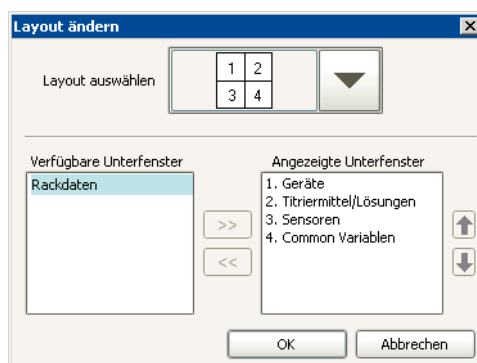 Layout ändern
Layout auswählen
1 2
3 4
Verfügbare Unterfenster
Rackdaten
>>
<<
Angezeigte Unterfenster
1. Geräte
2. Titriermittel/Lösungen
3. Sensoren
4. Common Variablen
OK
Abbrechen